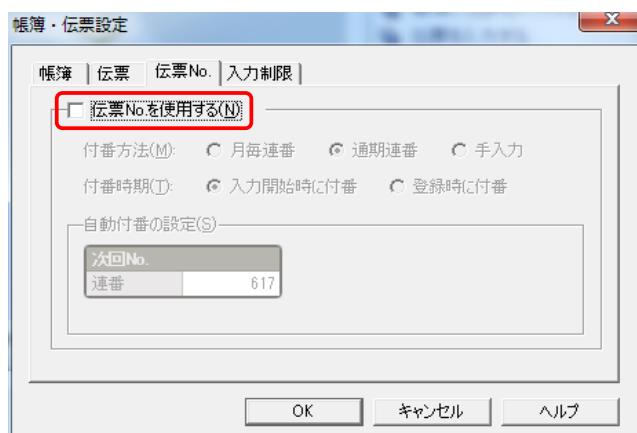 帳簿・伝票設定
帳簿 伝票 伝票No. 入力制限
伝票No.を使用する(N)
付番方法(M): 月毎連番 通期連番 手入力
付番時期(T): 入力開始時に付番 登録時に付番
自動付番の設定(S)
次回No.
連番 617
OK キャンセル ヘルプ